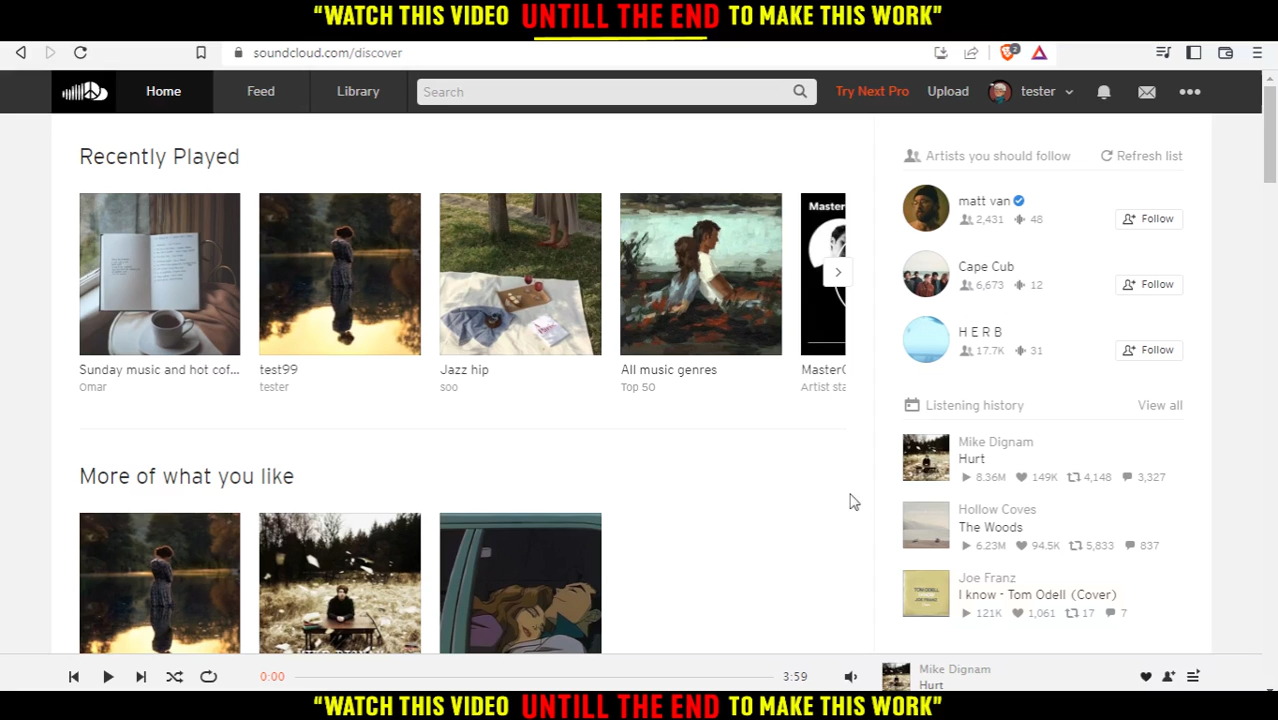 "WATCH THIS VIDEO UNTILL THE END TO MAKE THIS WORK"
soundcloud.com/discover
2
Home
Feed
Library
Search
Try Next Pro
Upload
tester
Recently Played
Sunday music and hot cof...
Omar
test99
tester
Jazz hip
soo
All music genres
Top 50
Master
MasterC
Artist sta
More of what you like
Artists you should follow
Refresh list
matt van
2,431 48
Follow
Cape Cub
6,673 12
Follow
H E R B
17.7K 31
Follow
Listening history
View all
Mike Dignam
Hurt
8.36M 149K 4,148 3,327
Hollow Coves
The Woods
6.23M 94.5K 5,833 837
Joe Franz
I know - Tom Odell (Cover)
121K 1,061 17 7
0:00
3:59
Mike Dignam
Hurt
"WATCH THIS VIDEO UNTILL THE END TO MAKE THIS WORK"